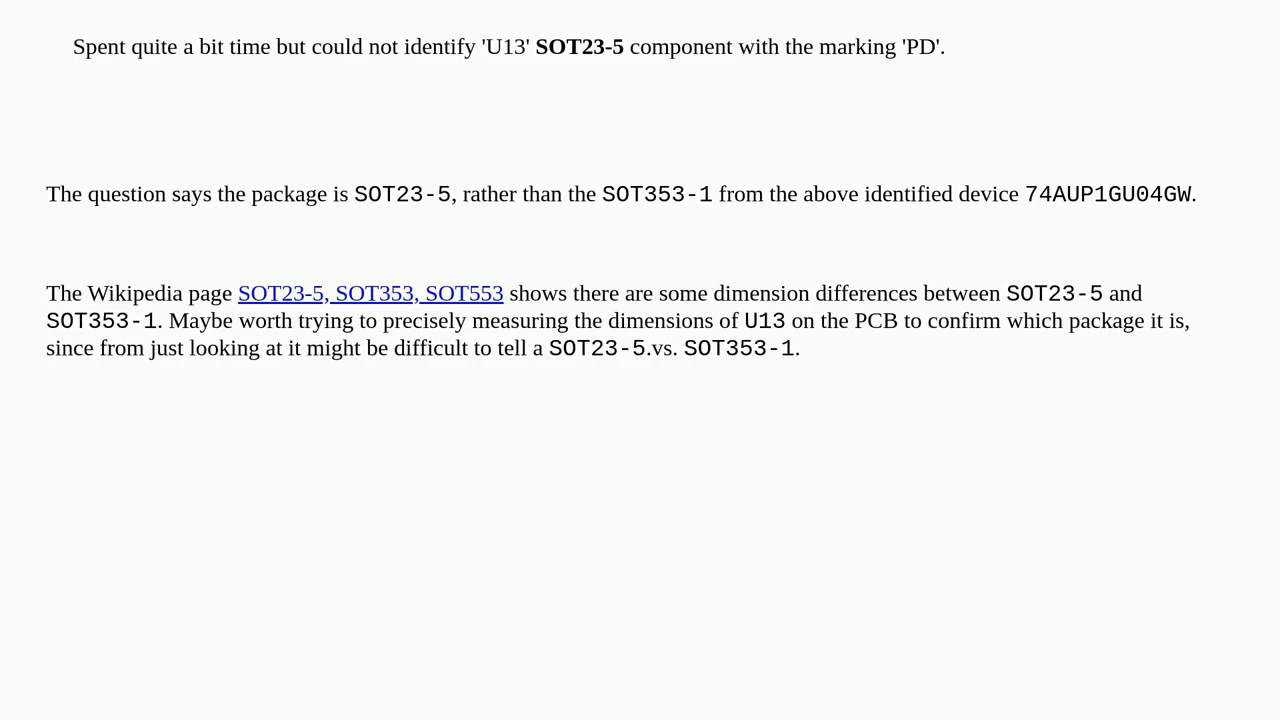 Spent quite a bit time but could not identify 'U13' SOT23-5 component with the marking 'PD'.
The question says the package is SOT23-5, rather than the SOT353-1 from the above identified device 74AUP1GU04GW.
The Wikipedia page SOT23-5, SOT353, SOT553 shows there are some dimension differences between SOT23-5 and
SOT353-1. Maybe worth trying to precisely measuring the dimensions of U13 on the PCB to confirm which package it is,
since from just looking at it might be difficult to tell a SOT23-5.vs. SOT353-1.